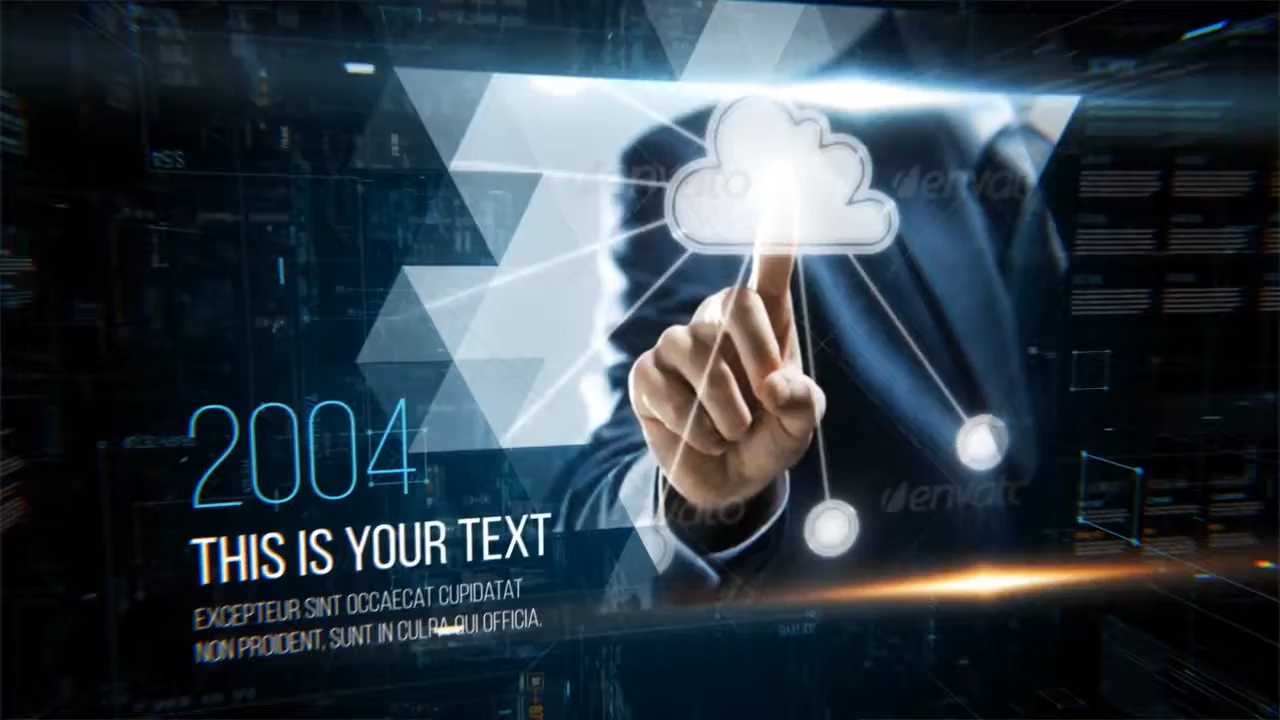 2004
THIS IS YOUR TEXT
EXCEPTEUR SINT OCCAECAT CUPIDATAT
NON PROIDENT, SUNT IN CULPA QUI OFFICIA.
envato
envato
envato
envato